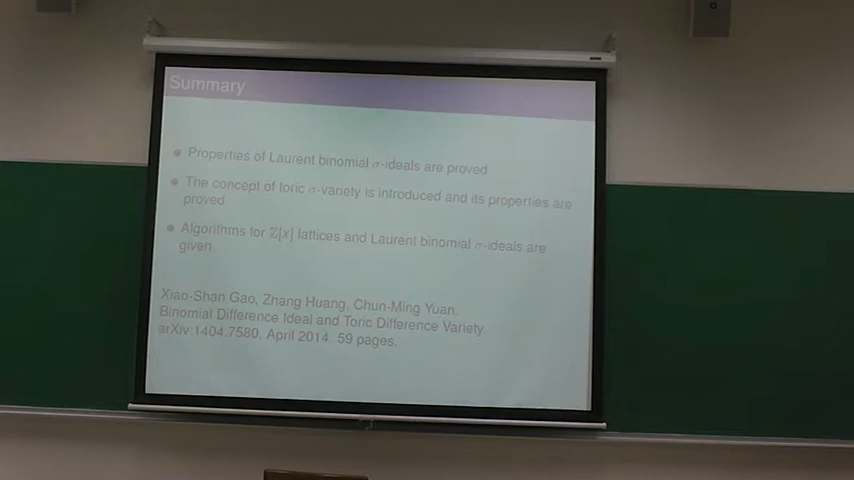 Summary
• Properties of Laurent binomial σ-ideals are proved
• The concept of toric σ-variety is introduced and its properties are
proved.
• Algorithms for ℤ[x] lattices and Laurent binomial σ-ideals are
given.
Xiao-Shan Gao, Zhang Huang, Chun-Ming Yuan.
Binomial Difference Ideal and Toric Difference Variety.
arXiv:1404.7580, April 2014. 59 pages.